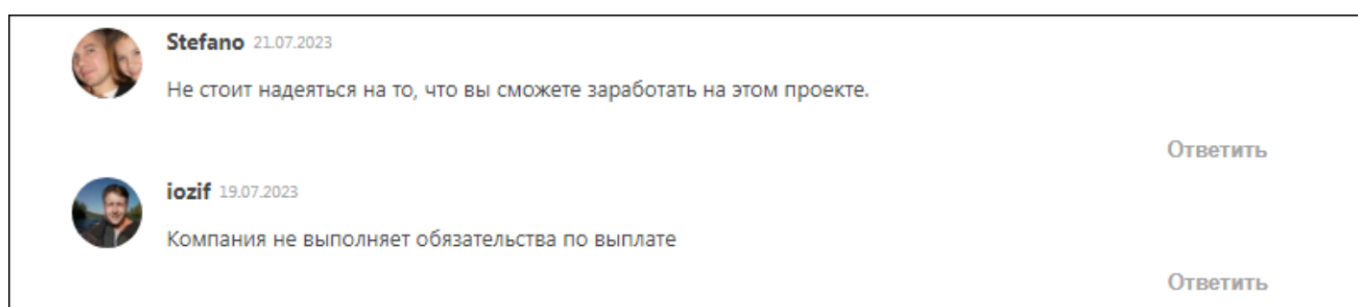 Stefano 21.07.2023
Не стоит надеяться на то, что вы сможете заработать на этом проекте.
Ответить
iozif 19.07.2023
Компания не выполняет обязательства по выплате
Ответить